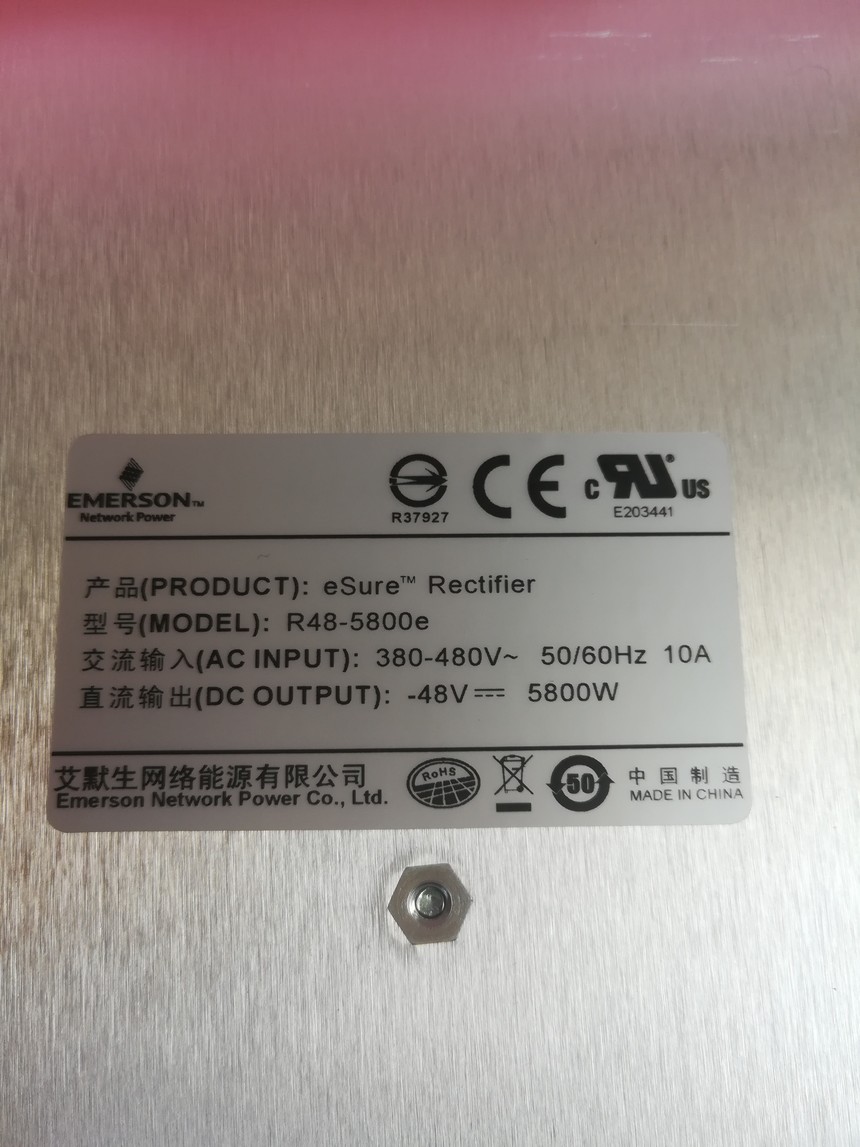 EMERSON™
Network Power
R37927
CE
c RU® US
E203441
产品(PRODUCT): eSure™ Rectifier
型号(MODEL): R48-5800e
交流输入(AC INPUT): 380-480V~ 50/60Hz 10A
直流输出(DC OUTPUT): -48V⎓ 5800W
艾默生网络能源有限公司
Emerson Network Power Co., Ltd.
RoHS
50
中国制造
MADE IN CHINA